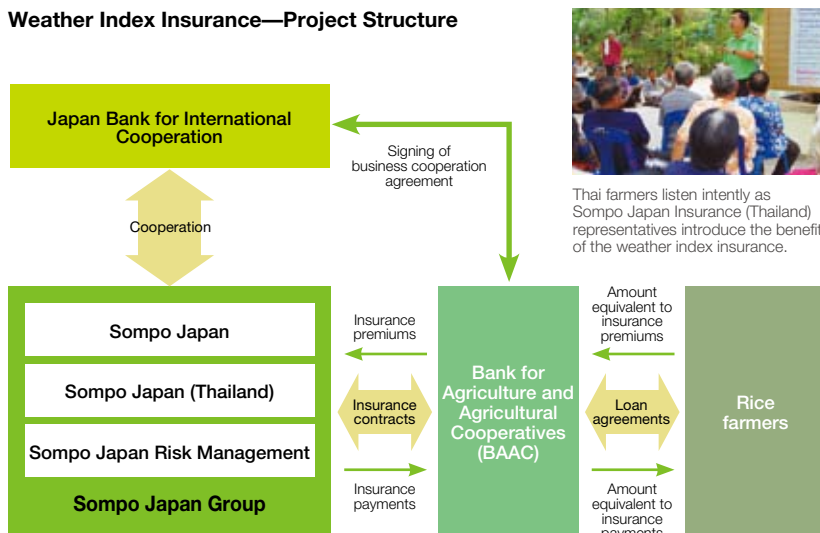 Weather Index Insurance—Project Structure
Japan Bank for International
Cooperation
Signing of
business cooperation
agreement
Thai farmers listen intently as
Sompo Japan Insurance (Thailand)
representatives introduce the benefit
of the weather index insurance.
Cooperation
Sompo Japan
Sompo Japan (Thailand)
Sompo Japan Risk Management
Sompo Japan Group
Insurance
premiums
Insurance
contracts
Insurance
payments
Bank for
Agriculture and
Agricultural
Cooperatives
(BAAC)
Amount
equivalent to
insurance
premiums
Loan
agreements
Amount
equivalent to
insurance
payments
Rice
farmers